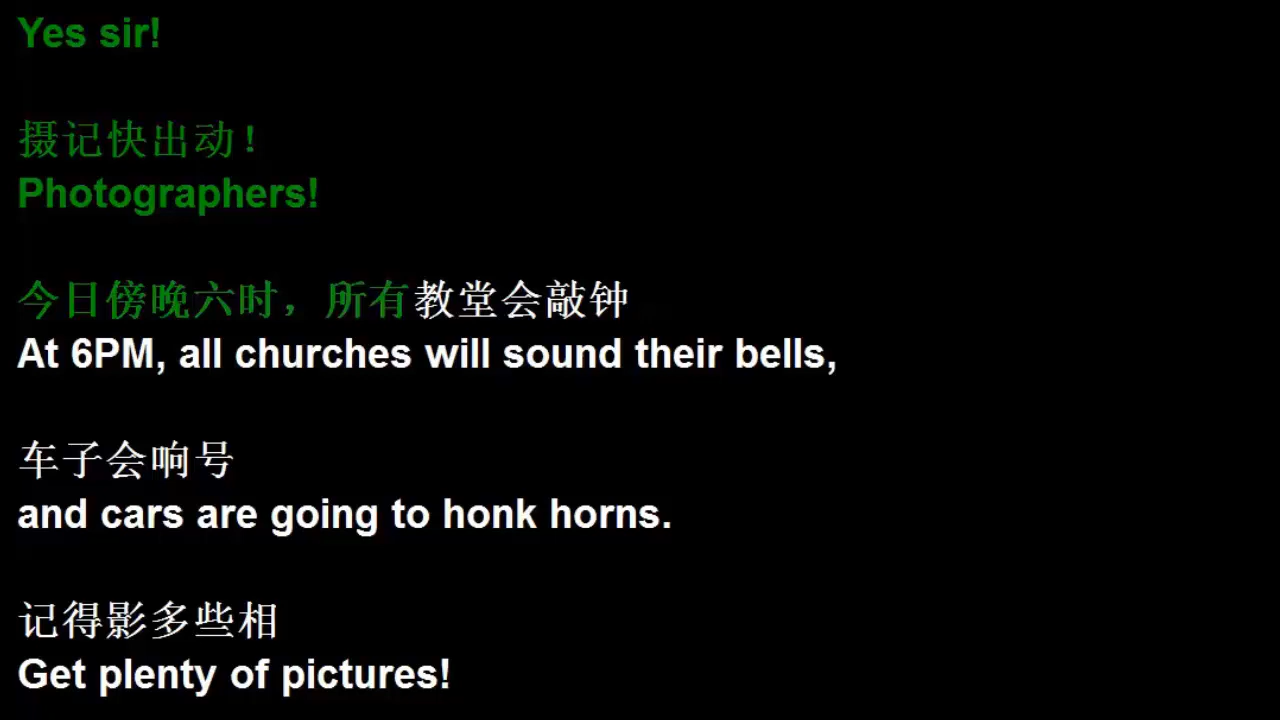 Yes sir!
摄记快出动！
Photographers!
今日傍晚六时，所有教堂会敲钟
At 6PM, all churches will sound their bells,
车子会响号
and cars are going to honk horns.
记得影多些相
Get plenty of pictures!